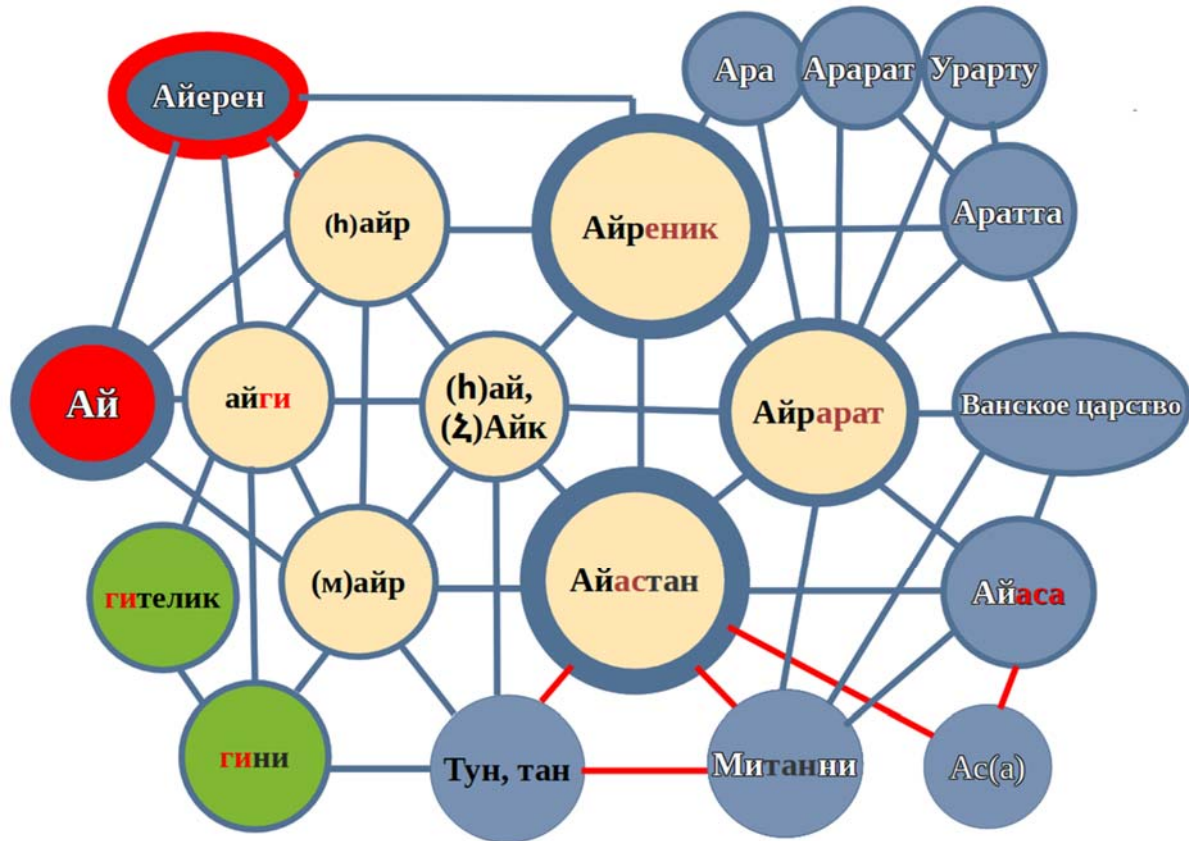 Айерен
Ара
Арарат
Урарту
(հ)айр
Айреник
Аратта
Ай
айги
(հ)ай,
(Հ)Айк
Айрарат
Ванское царство
гителик
(м)айр
Айастан
Айаса
гини
Тун, тан
Митанни
Ас(а)